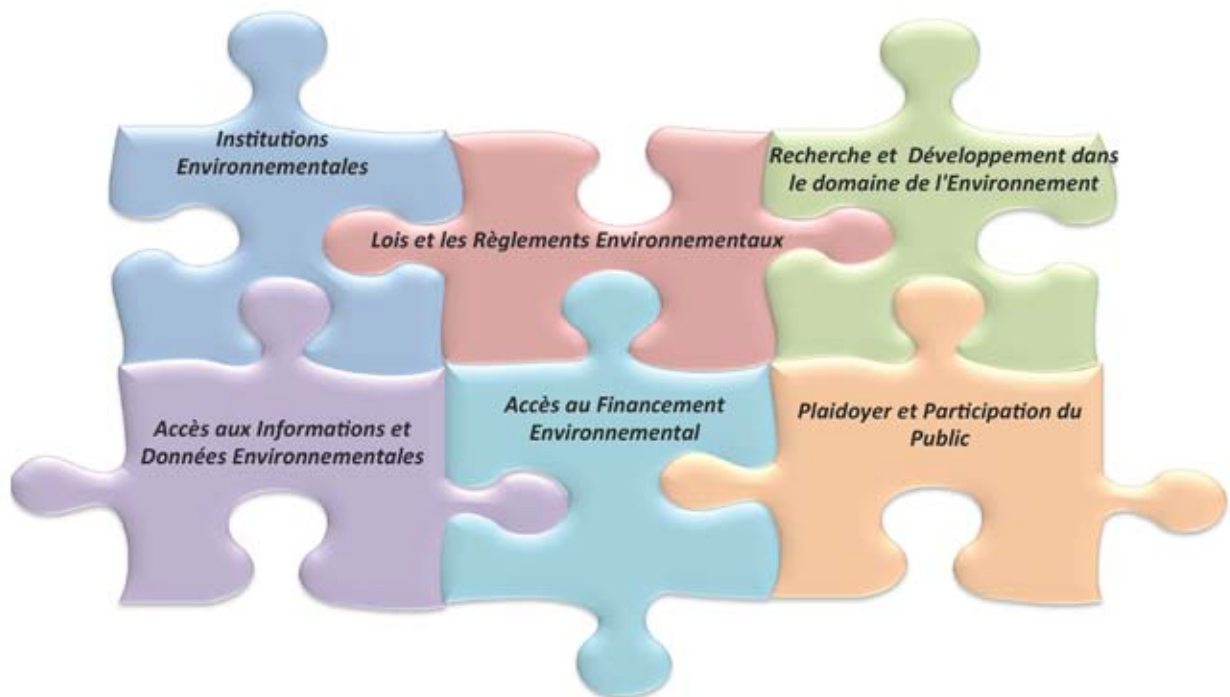 Institutions
Environnementales
Lois et les Règlements Environnementaux
Recherche et Développement dans
le domaine de l'Environnement
Accès aux Informations et
Données Environnementales
Accès au Financement
Environnemental
Plaidoyer et Participation du
Public